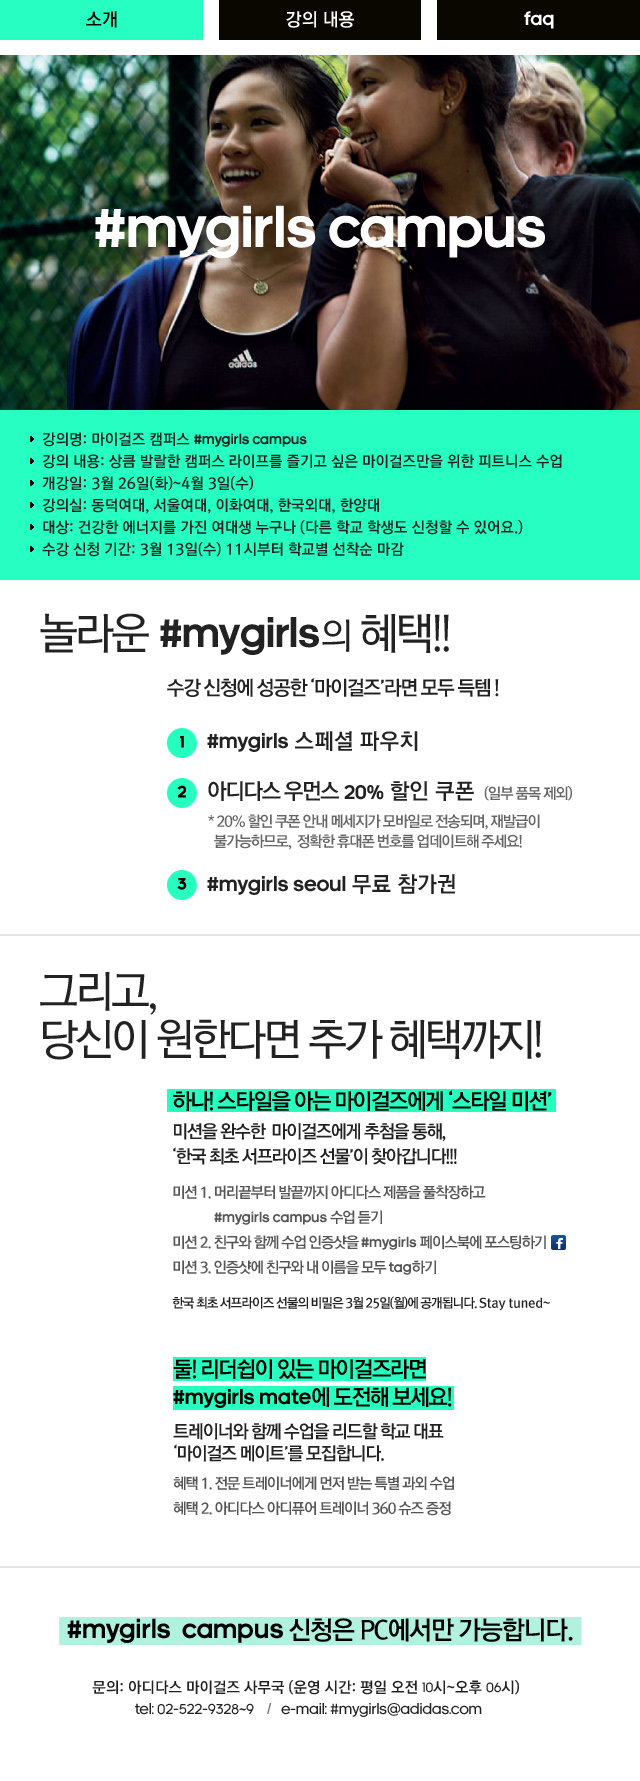 소개
강의 내용
faq
#mygirls campus
adidas
강의명: 마이걸즈 캠퍼스 #mygirls campus
강의 내용: 상큼 발랄한 캠퍼스 라이프를 즐기고 싶은 마이걸즈만을 위한 피트니스 수업
개강일: 3월 26일(화)~4월 3일(수)
강의실: 동덕여대, 서울여대, 이화여대, 한국외대, 한양대
대상: 건강한 에너지를 가진 여대생 누구나 (다른 학교 학생도 신청할 수 있어요.)
수강 신청 기간: 3월 13일(수) 11시부터 학교별 선착순 마감
놀라운 #mygirls의 혜택!!
수강 신청에 성공한 ‘마이걸즈’라면 모두 득템 !
1 #mygirls 스페셜 파우치
2 아디다스 우먼스 20% 할인 쿠폰 (일부 품목 제외)
* 20% 할인 쿠폰 안내 메세지가 모바일로 전송되며, 재발급이
불가능하므로, 정확한 휴대폰 번호를 업데이트해 주세요!
3 #mygirls seoul 무료 참가권
그리고,
당신이 원한다면 추가 혜택까지!
하나! 스타일을 아는 마이걸즈에게 ‘스타일 미션’
미션을 완수한 마이걸즈에게 추첨을 통해,
‘한국 최초 서프라이즈 선물’이 찾아갑니다!!!
미션 1. 머리끝부터 발끝까지 아디다스 제품을 풀착장하고
#mygirls campus 수업 듣기
미션 2. 친구와 함께 수업 인증샷을 #mygirls 페이스북에 포스팅하기 f
미션 3. 인증샷에 친구와 내 이름을 모두 tag하기
한국 최초 서프라이즈 선물의 비밀은 3월 25일(월)에 공개됩니다. Stay tuned~
둘! 리더쉽이 있는 마이걸즈라면
#mygirls mate에 도전해 보세요!
트레이너와 함께 수업을 리드할 학교 대표
‘마이걸즈 메이트’를 모집합니다.
혜택 1. 전문 트레이너에게 먼저 받는 특별 과외 수업
혜택 2. 아디다스 아디퓨어 트레이너 360 슈즈 증정
#mygirls campus 신청은 PC에서만 가능합니다.
문의: 아디다스 마이걸즈 사무국 (운영 시간: 평일 오전 10시~오후 06시)
tel: 02-522-9328~9 / e-mail: #mygirls@adidas.com